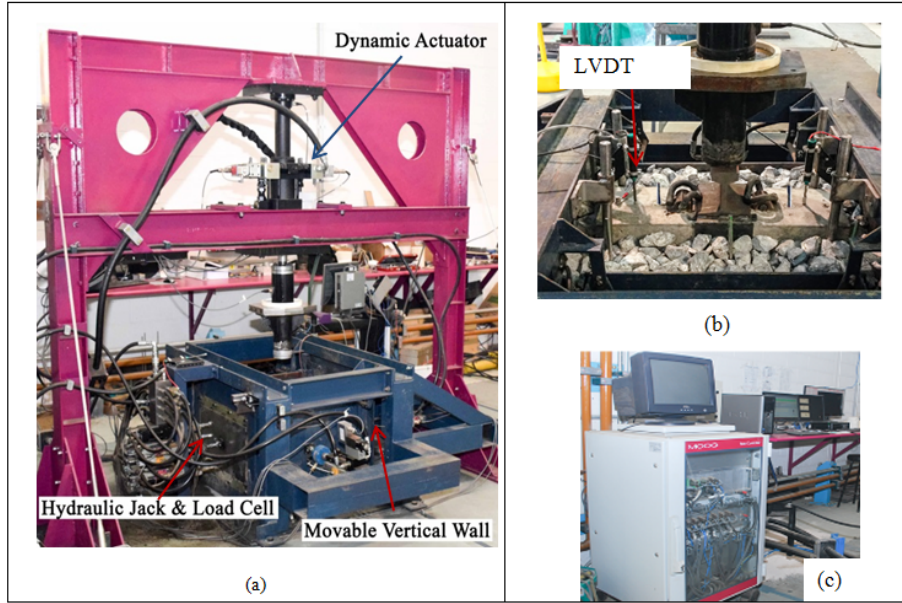 Dynamic Actuator
Hydraulic Jack & Load Cell
Movable Vertical Wall
(a)
LVDT
(b)
MOOG
(c)